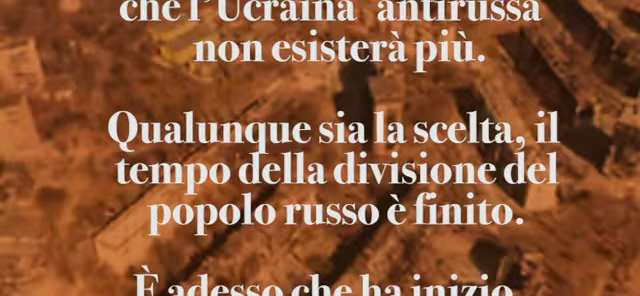 che l'Ucraina antirussa
non esisterà più.
Qualunque sia la scelta, il
tempo della divisione del
popolo russo è finito.
È adesso che ha inizio